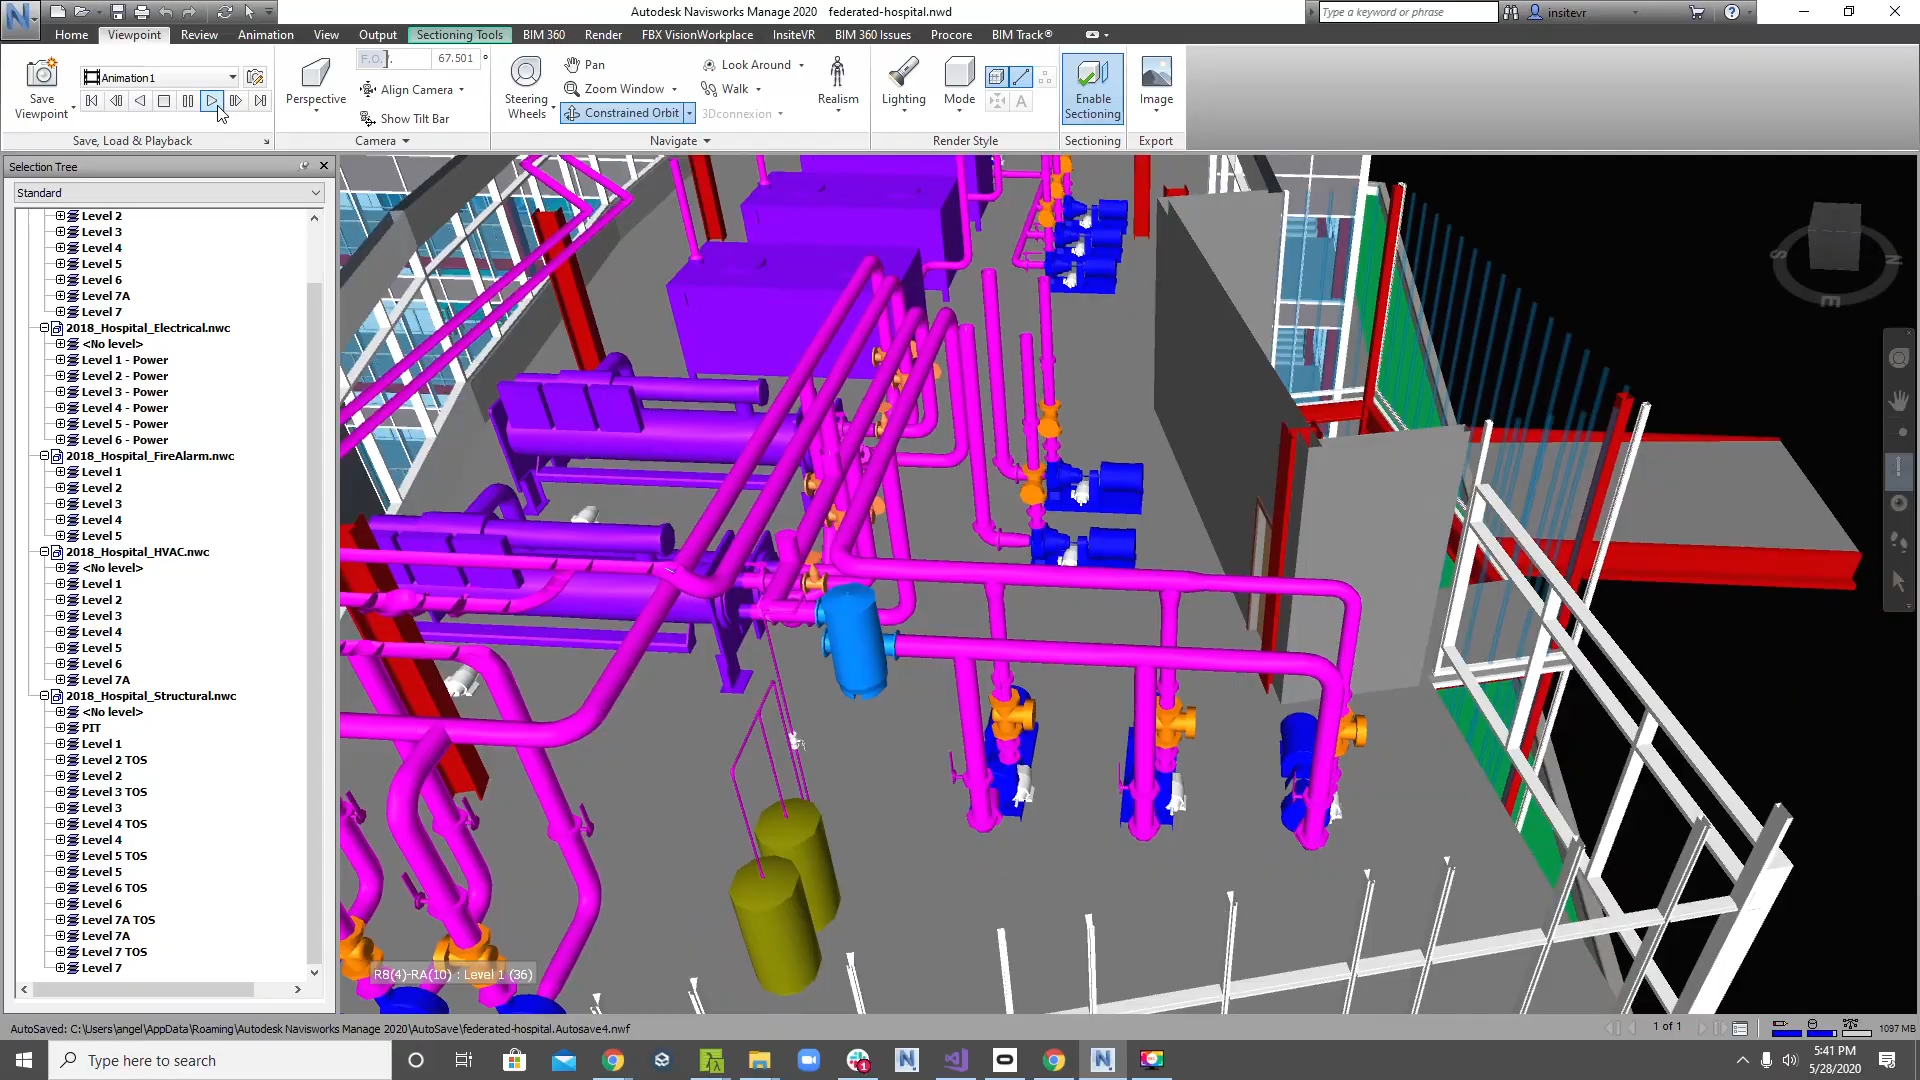 Autodesk Navisworks Manage 2020 federated-hospital.nwd
Type a keyword or phrase
insitevr
Home Viewpoint Review Animation View Output Sectioning Tools BIM 360 Render FBX VisionWorkplace InsiteVR BIM 360 Issues Procore BIM Track®
Save Viewpoint
Animation1
Save, Load & Playback
Perspective
F.O.V.
67.501 °
Align Camera
Show Tilt Bar
Camera
Steering Wheels
Pan
Zoom Window
Constrained Orbit
Look Around
Walk
3Dconnexion
Realism
Navigate
Lighting
Mode
A
Render Style
Enable Sectioning
Sectioning
Image
Export
Selection Tree
Standard
Level 2
Level 3
Level 4
Level 5
Level 6
Level 7A
Level 7
2018_Hospital_Electrical.nwc
<No level>
Level 1 - Power
Level 2 - Power
Level 3 - Power
Level 4 - Power
Level 5 - Power
Level 6 - Power
2018_Hospital_FireAlarm.nwc
Level 1
Level 2
Level 3
Level 4
Level 5
2018_Hospital_HVAC.nwc
<No level>
Level 1
Level 2
Level 3
Level 4
Level 5
Level 6
Level 7A
2018_Hospital_Structural.nwc
<No level>
PIT
Level 1
Level 2 TOS
Level 2
Level 3 TOS
Level 3
Level 4 TOS
Level 4
Level 5 TOS
Level 5
Level 6 TOS
Level 6
Level 7A TOS
Level 7A
Level 7 TOS
Level 7
S
N
E
R8(4)-RA(10) : Level 1 (36)
AutoSaved: C:\Users\angel\AppData\Roaming\Autodesk Navisworks Manage 2020\AutoSave\federated-hospital.Autosave4.nwf
1 of 1
1097 MB
Type here to search
1
5:41 PM
5/28/2020